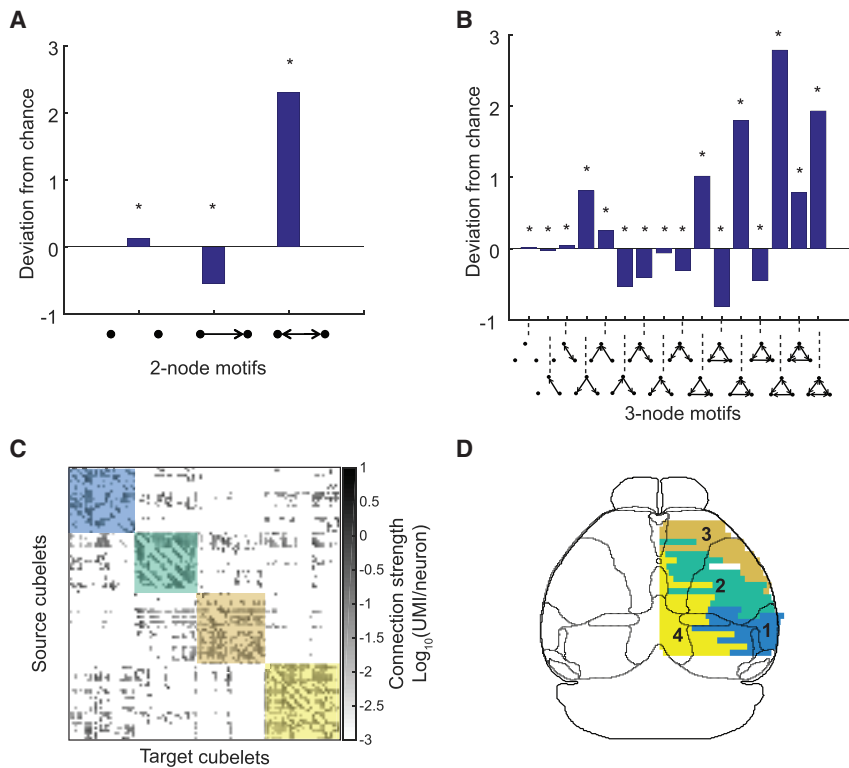 A
Deviation from chance
3
2
1
0
-1
*
*
*
2-node motifs
B
Deviation from chance
3
2
1
0
-1
* * * * * * * * * * * * * * * *
3-node motifs
C
Source cubelets
Target cubelets
1
0.5
0
-0.5
-1
-1.5
-2
-2.5
-3
Connection strength
Log10(UMI/neuron)
D
3
2
1
4